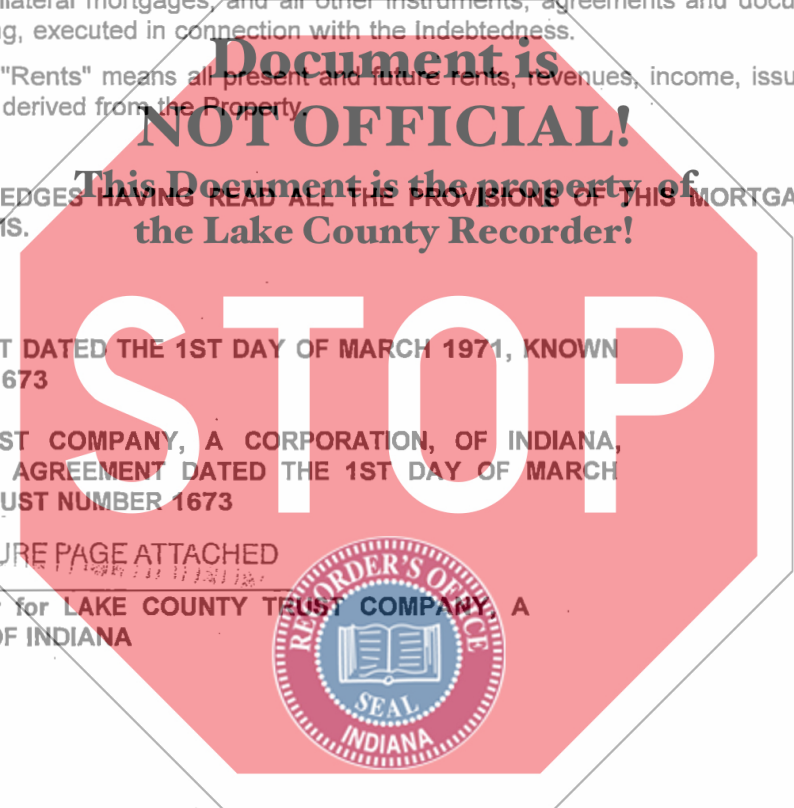 lateral mortgages, and all other instruments, agreements and docu
g, executed in connection with the Indebtedness.
Document is
"Rents" means all present and future rents, revenues, income, issu
derived from the Property.
NOT OFFICIAL!
This Document is the property of
EDGES HAVING READ ALL THE PROVISIONS OF THIS MORTGA
MS.
the Lake County Recorder!
STOP
T DATED THE 1ST DAY OF MARCH 1971, KNOWN
1673
ST COMPANY, A CORPORATION, OF INDIANA,
AGREEMENT DATED THE 1ST DAY OF MARCH
UST NUMBER 1673
URE PAGE ATTACHED
r for LAKE COUNTY TRUST COMPANY, A
OF INDIANA
RECORDER'S OFFICE
SEAL
INDIANA